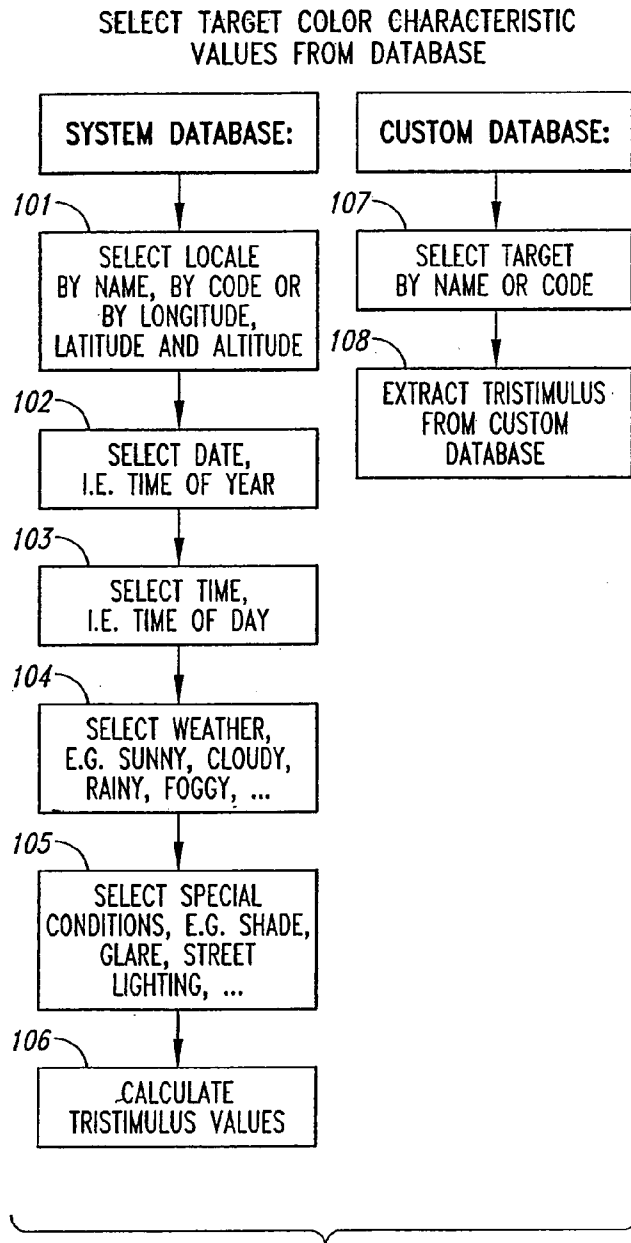 SELECT TARGET COLOR CHARACTERISTIC
VALUES FROM DATABASE
SYSTEM DATABASE:
101
SELECT LOCALE
BY NAME, BY CODE OR
BY LONGITUDE,
LATITUDE AND ALTITUDE
102
SELECT DATE,
I.E. TIME OF YEAR
103
SELECT TIME,
I.E. TIME OF DAY
104
SELECT WEATHER,
E.G. SUNNY, CLOUDY,
RAINY, FOGGY, ...
105
SELECT SPECIAL
CONDITIONS, E.G. SHADE,
GLARE, STREET
LIGHTING, ...
106
CALCULATE
TRISTIMULUS VALUES
CUSTOM DATABASE:
107
SELECT TARGET
BY NAME OR CODE
108
EXTRACT TRISTIMULUS
FROM CUSTOM
DATABASE